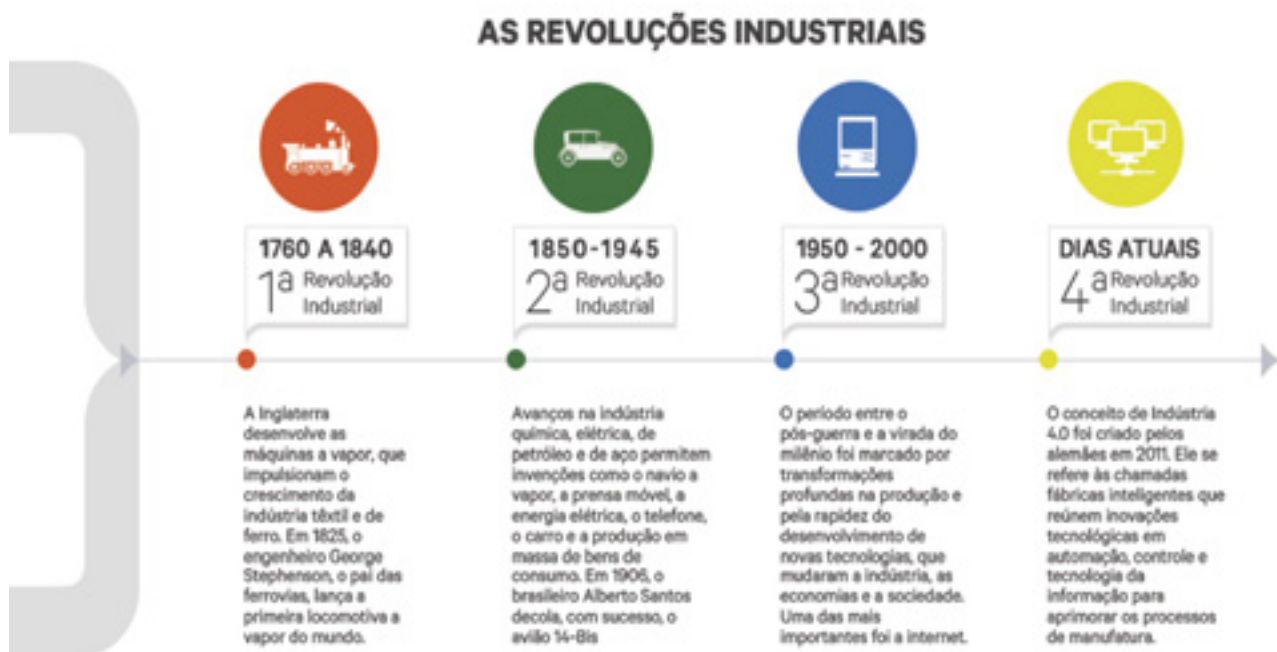 AS REVOLUÇÕES INDUSTRIAIS
1760 A 1840
1ª Revolução
Industrial
A Inglaterra
desenvolve as
máquinas a vapor, que
impulsionam o
crescimento da
indústria têxtil e de
ferro. Em 1825, o
engenheiro George
Stephenson, o pai das
ferrovias, lança a
primeira locomotiva a
vapor do mundo.
1850-1945
2ª Revolução
Industrial
Avanços na indústria
química, elétrica, de
petróleo e de aço permitem
invenções como o navio a
vapor, a prensa móvel, a
energia elétrica, o telefone,
o carro e a produção em
massa de bens de
consumo. Em 1906, o
brasileiro Alberto Santos
decola, com sucesso, o
avião 14-Bis
1950 - 2000
3ª Revolução
Industrial
O período entre o
pós-guerra e a virada do
milênio foi marcado por
transformações
profundas na produção e
pela rapidez do
desenvolvimento de
novas tecnologias, que
mudaram a indústria, as
economias e a sociedade.
Uma das mais
importantes foi a internet.
DIAS ATUAIS
4ª Revolução
Industrial
O conceito de Indústria
4.0 foi criado pelos
alemães em 2011. Ele se
refere às chamadas
fábricas inteligentes que
reúnem inovações
tecnológicas em
automação, controle e
tecnologia da
informação para
aprimorar os processos
de manufatura.